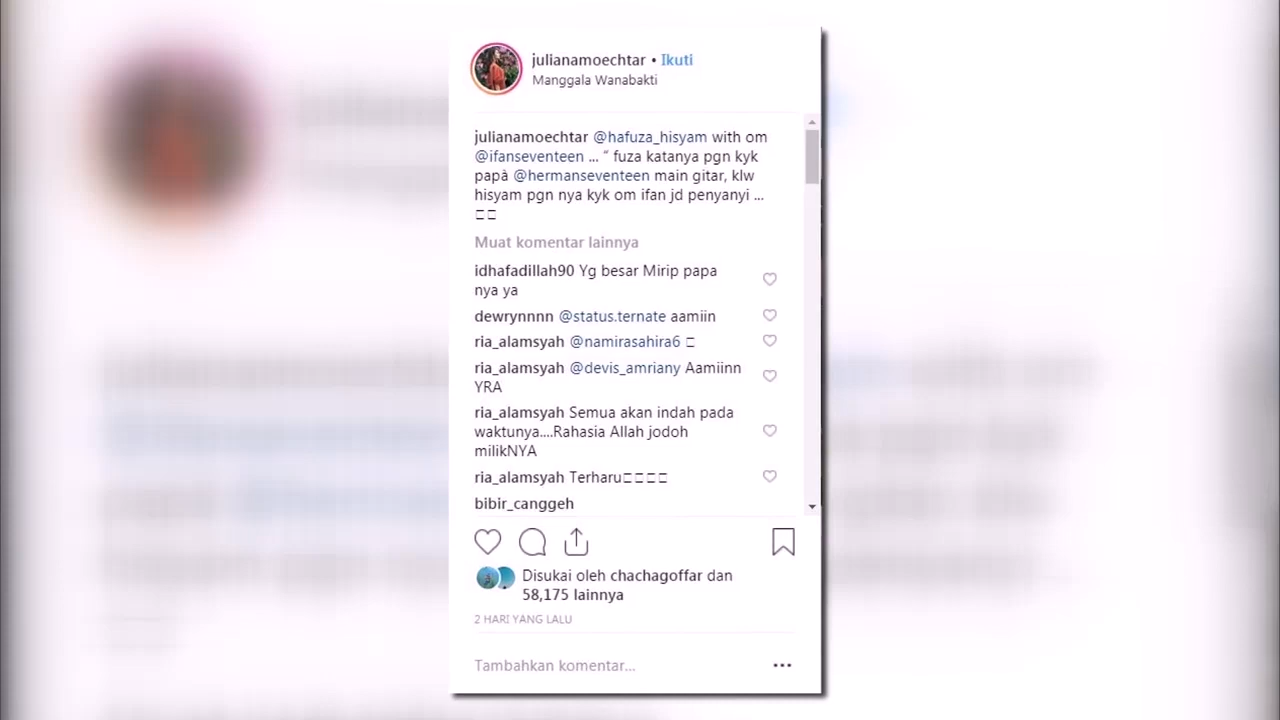 julianamoechtar • Ikuti
Manggala Wanabakti
julianamoechtar @hafuza_hisyam with om
@ifanseventeen ... “ fuza katanya pgn kyk
papà @hermanseventeen main gitar, klw
hisyam pgn nya kyk om ifan jd penyanyi ...
Muat komentar lainnya
idhafadillah90 Yg besar Mirip papa
nya ya
dewrynnnn @status.ternate aamiin
ria_alamsyah @namirasahira6
ria_alamsyah @devis_amriany Aamiinn
YRA
ria_alamsyah Semua akan indah pada
waktunya....Rahasia Allah jodoh
milikNYA
ria_alamsyah Terharu
bibir_canggeh
Disukai oleh chachagoffar dan
58,175 lainnya
2 HARI YANG LALU
Tambahkan komentar...